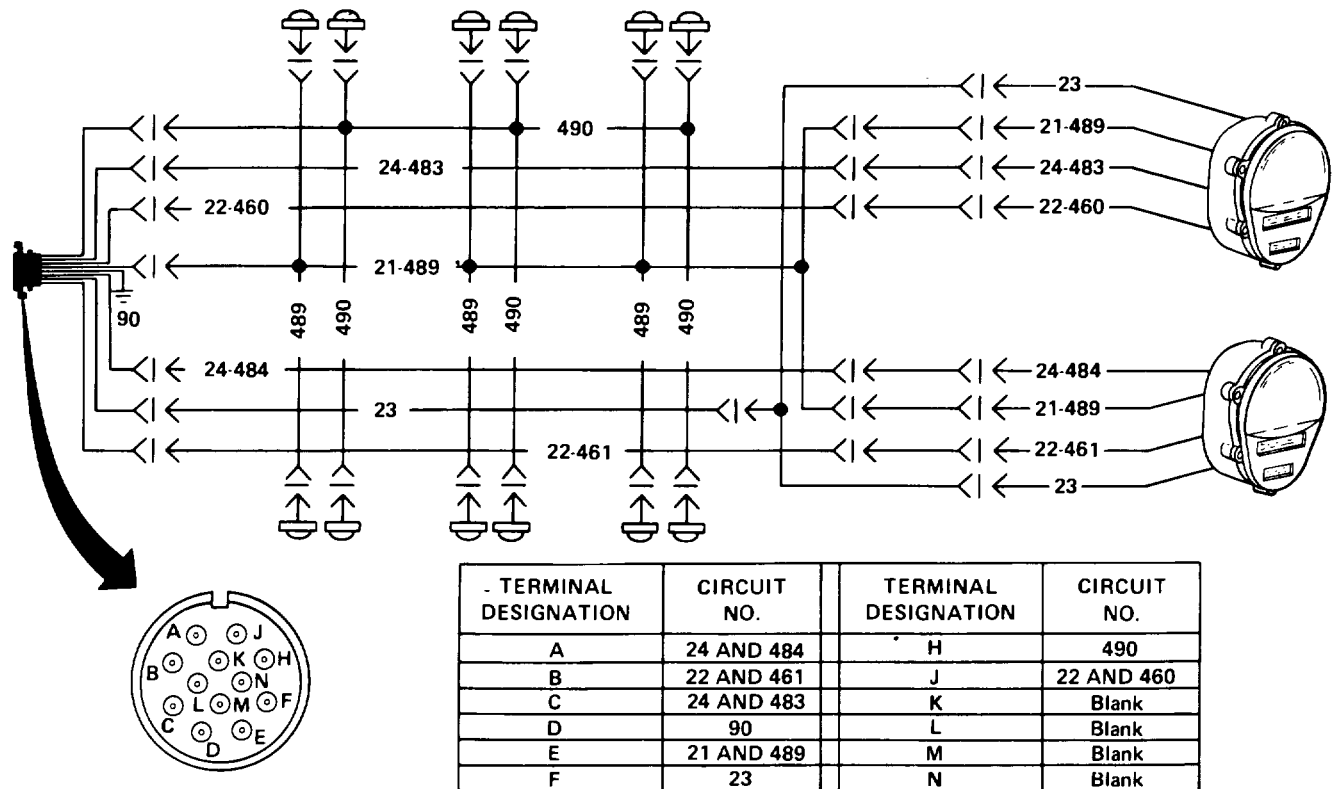 23
490
21-489
24-483
24-483
22-460
22-460
21-489
90
489
490
489
490
489
490
24-484
24-484
23
21-489
22-461
22-461
23
TERMINAL DESIGNATION CIRCUIT NO. TERMINAL DESIGNATION CIRCUIT NO.
A 24 AND 484 H 490
B 22 AND 461 J 22 AND 460
C 24 AND 483 K Blank
D 90 L Blank
E 21 AND 489 M Blank
F 23 N Blank
A J
B K H
N
L M F
C
D E